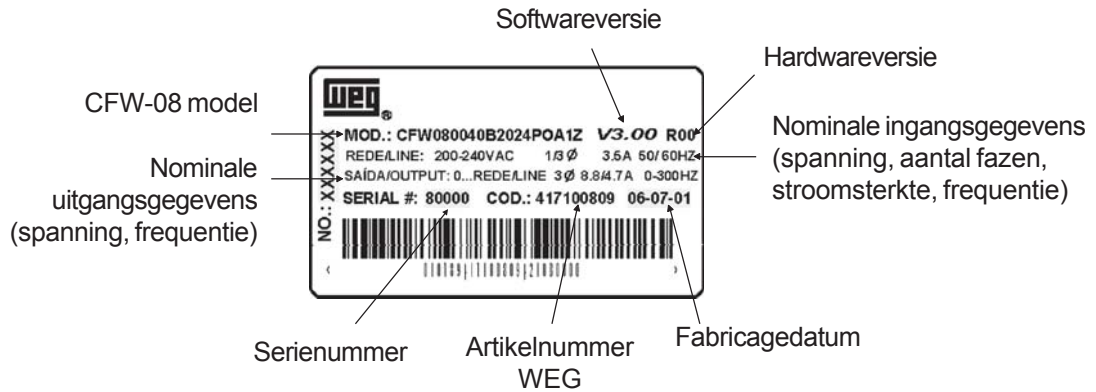 Softwareversie
Hardwareversie
CFW-08 model
Nominale ingangsgegevens
(spanning, aantal fazen,
stroomsterkte, frequentie)
Nominale
uitgangsgegevens
(spanning, frequentie)
weg ®
MOD.: CFW080040B2024POA1Z V3.00 R00
REDE/LINE: 200-240VAC 1/3 Ø 3.5A 50/60HZ
SAÍDA/OUTPUT: 0...REDE/LINE 3Ø 8.8/4.7A 0-300HZ
SERIAL #: 80000 COD.: 417100809 06-07-01
NO.: XXXXXX
Serienummer
Artikelnummer
WEG
Fabricagedatum